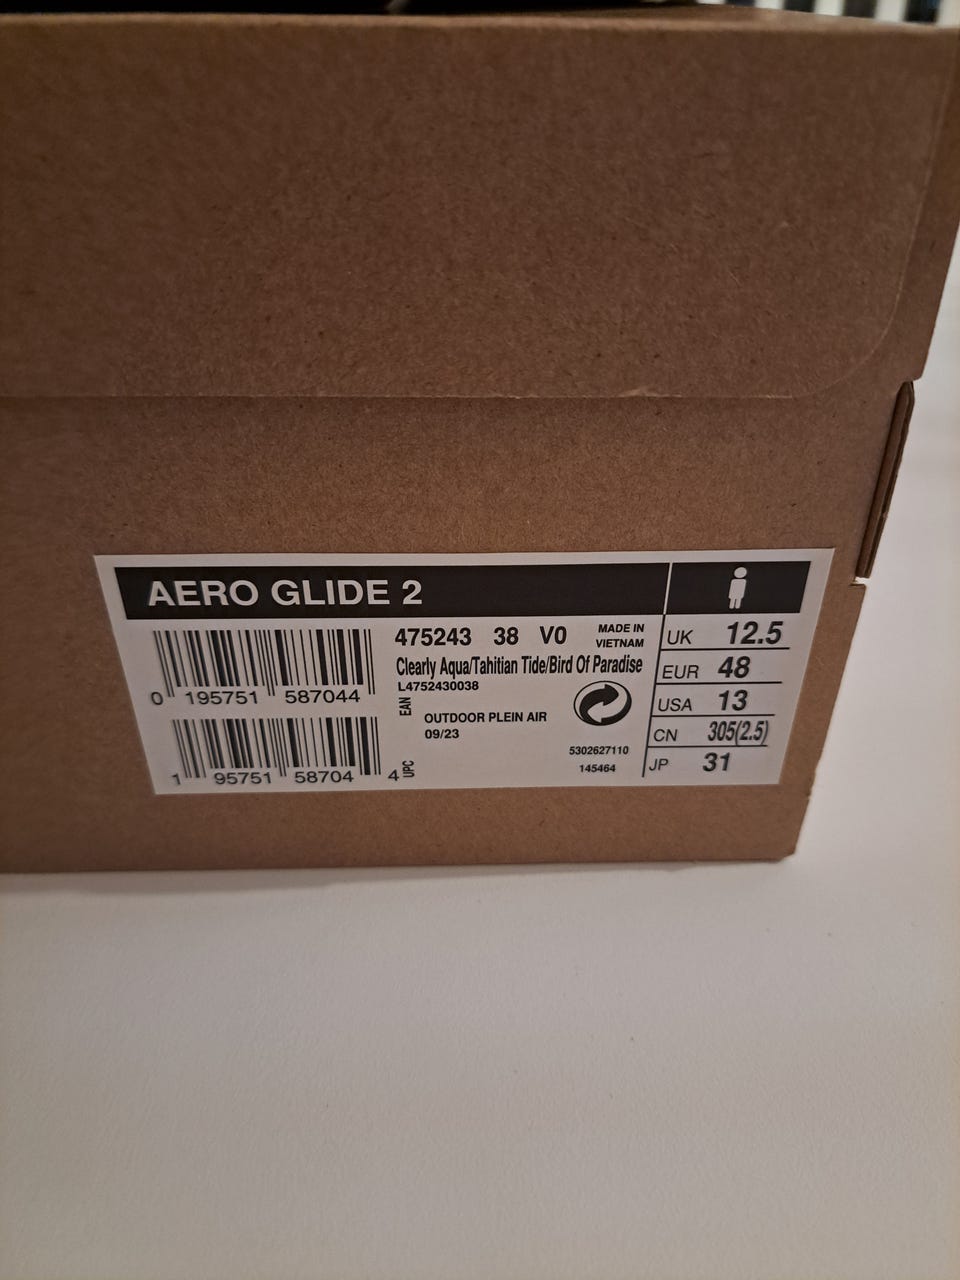 AERO GLIDE 2
475243 38 V0
MADE IN
VIETNAM
Clearly Aqua/Tahitian Tide/Bird Of Paradise
L4752430038
0 195751 587044
EAN
OUTDOOR PLEIN AIR
09/23
5302627110
145464
1 95751 58704 4
UPC
UK 12.5
EUR 48
USA 13
CN 305(2.5)
JP 31